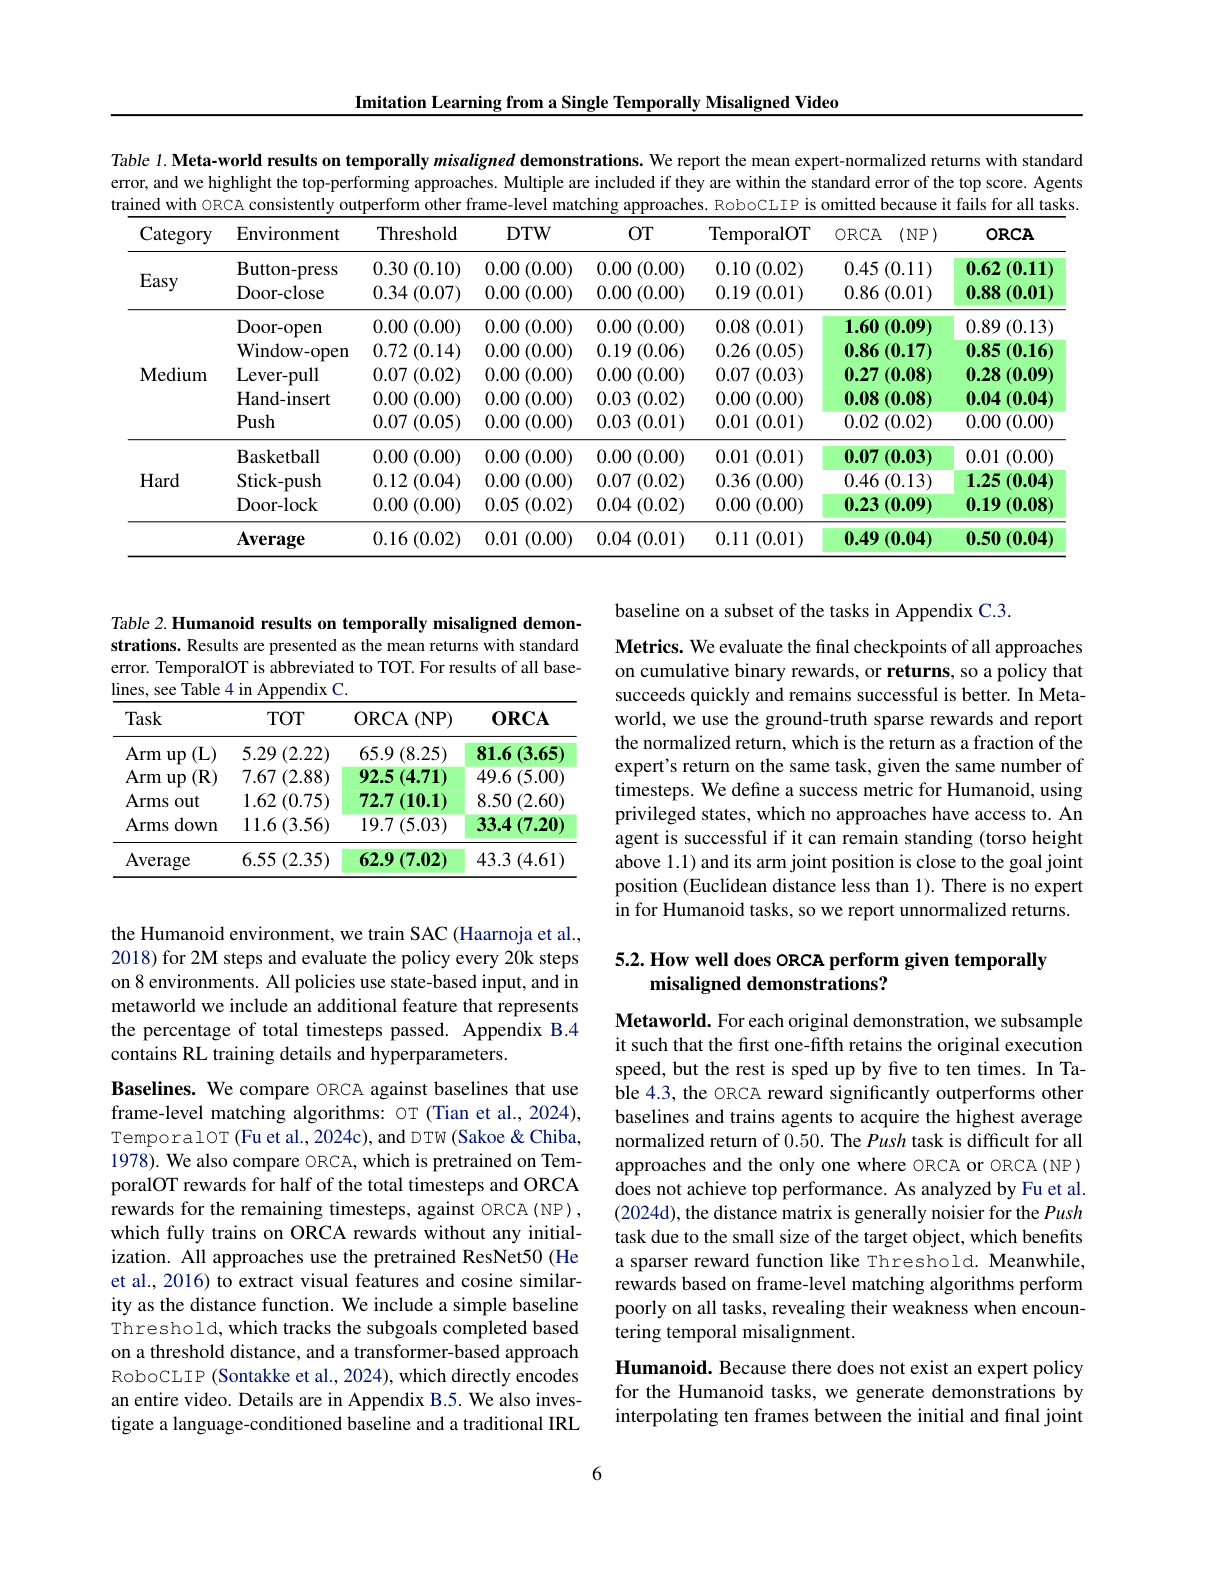 Imitation Learning from a Single Temporally Misaligned Video
Table 1. Meta-world results on temporally misaligned demonstrations. We report the mean expert-normalized returns with standard
error, and we highlight the top-performing approaches. Multiple are included if they are within the standard error of the top score. Agents
trained with ORCA consistently outperform other frame-level matching approaches. RoboCLIP is omitted because it fails for all tasks.
Category Environment Threshold DTW OT TemporalOT ORCA (NP) ORCA
Easy
Button-press 0.30 (0.10) 0.00 (0.00) 0.00 (0.00) 0.10 (0.02) 0.45 (0.11) 0.62 (0.11)
Door-close 0.34 (0.07) 0.00 (0.00) 0.00 (0.00) 0.19 (0.01) 0.86 (0.01) 0.88 (0.01)
Medium
Door-open 0.00 (0.00) 0.00 (0.00) 0.00 (0.00) 0.08 (0.01) 1.60 (0.09) 0.89 (0.13)
Window-open 0.72 (0.14) 0.00 (0.00) 0.19 (0.06) 0.26 (0.05) 0.86 (0.17) 0.85 (0.16)
Lever-pull 0.07 (0.02) 0.00 (0.00) 0.00 (0.00) 0.07 (0.03) 0.27 (0.08) 0.28 (0.09)
Hand-insert 0.00 (0.00) 0.00 (0.00) 0.03 (0.02) 0.00 (0.00) 0.08 (0.08) 0.04 (0.04)
Push 0.07 (0.05) 0.00 (0.00) 0.03 (0.01) 0.01 (0.01) 0.02 (0.02) 0.00 (0.00)
Hard
Basketball 0.00 (0.00) 0.00 (0.00) 0.00 (0.00) 0.01 (0.01) 0.07 (0.03) 0.01 (0.00)
Stick-push 0.12 (0.04) 0.00 (0.00) 0.07 (0.02) 0.36 (0.00) 0.46 (0.13) 1.25 (0.04)
Door-lock 0.00 (0.00) 0.05 (0.02) 0.04 (0.02) 0.00 (0.00) 0.23 (0.09) 0.19 (0.08)
Average 0.16 (0.02) 0.01 (0.00) 0.04 (0.01) 0.11 (0.01) 0.49 (0.04) 0.50 (0.04)
Table 2. Humanoid results on temporally misaligned demon-
strations. Results are presented as the mean returns with standard
error. TemporalOT is abbreviated to TOT. For results of all base-
lines, see Table 4 in Appendix C.
Task TOT ORCA (NP) ORCA
Arm up (L) 5.29 (2.22) 65.9 (8.25) 81.6 (3.65)
Arm up (R) 7.67 (2.88) 92.5 (4.71) 49.6 (5.00)
Arms out 1.62 (0.75) 72.7 (10.1) 8.50 (2.60)
Arms down 11.6 (3.56) 19.7 (5.03) 33.4 (7.20)
Average 6.55 (2.35) 62.9 (7.02) 43.3 (4.61)
the Humanoid environment, we train SAC (Haarnoja et al.,
2018) for 2M steps and evaluate the policy every 20k steps
on 8 environments. All policies use state-based input, and in
metaworld we include an additional feature that represents
the percentage of total timesteps passed. Appendix B.4
contains RL training details and hyperparameters.
Baselines. We compare ORCA against baselines that use
frame-level matching algorithms: OT (Tian et al., 2024),
TemporalOT (Fu et al., 2024c), and DTW (Sakoe & Chiba,
1978). We also compare ORCA, which is pretrained on Tem-
poralOT rewards for half of the total timesteps and ORCA
rewards for the remaining timesteps, against ORCA (NP),
which fully trains on ORCA rewards without any initial-
ization. All approaches use the pretrained ResNet50 (He
et al., 2016) to extract visual features and cosine similar-
ity as the distance function. We include a simple baseline
Threshold, which tracks the subgoals completed based
on a threshold distance, and a transformer-based approach
RoboCLIP (Sontakke et al., 2024), which directly encodes
an entire video. Details are in Appendix B.5. We also inves-
tigate a language-conditioned baseline and a traditional IRL
baseline on a subset of the tasks in Appendix C.3.
Metrics. We evaluate the final checkpoints of all approaches
on cumulative binary rewards, or returns, so a policy that
succeeds quickly and remains successful is better. In Meta-
world, we use the ground-truth sparse rewards and report
the normalized return, which is the return as a fraction of the
expert's return on the same task, given the same number of
timesteps. We define a success metric for Humanoid, using
privileged states, which no approaches have access to. An
agent is successful if it can remain standing (torso height
above 1.1) and its arm joint position is close to the goal joint
position (Euclidean distance less than 1). There is no expert
in for Humanoid tasks, so we report unnormalized returns.
5.2. How well does ORCA perform given temporally
misaligned demonstrations?
Metaworld. For each original demonstration, we subsample
it such that the first one-fifth retains the original execution
speed, but the rest is sped up by five to ten times. In Ta-
ble 4.3, the ORCA reward significantly outperforms other
baselines and trains agents to acquire the highest average
normalized return of 0.50. The Push task is difficult for all
approaches and the only one where ORCA or ORCA (NP)
does not achieve top performance. As analyzed by Fu et al.
(2024d), the distance matrix is generally noisier for the Push
task due to the small size of the target object, which benefits
a sparser reward function like Threshold. Meanwhile,
rewards based on frame-level matching algorithms perform
poorly on all tasks, revealing their weakness when encoun-
tering temporal misalignment.
Humanoid. Because there does not exist an expert policy
for the Humanoid tasks, we generate demonstrations by
interpolating ten frames between the initial and final joint
6